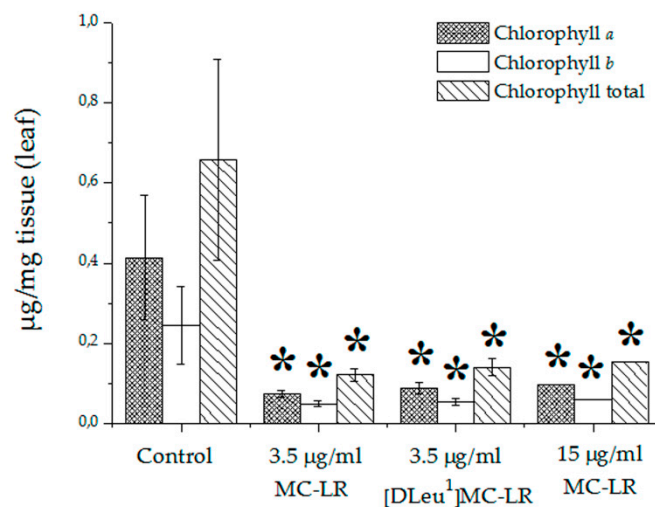 Chlorophyll a
Chlorophyll b
Chlorophyll total
µg/mg tissue (leaf)
1,0
0,8
0,6
0,4
0,2
0,0
* * * * * * * * *
Control
3.5 µg/ml
MC-LR
3.5 µg/ml
[DLeu¹]MC-LR
15 µg/ml
MC-LR